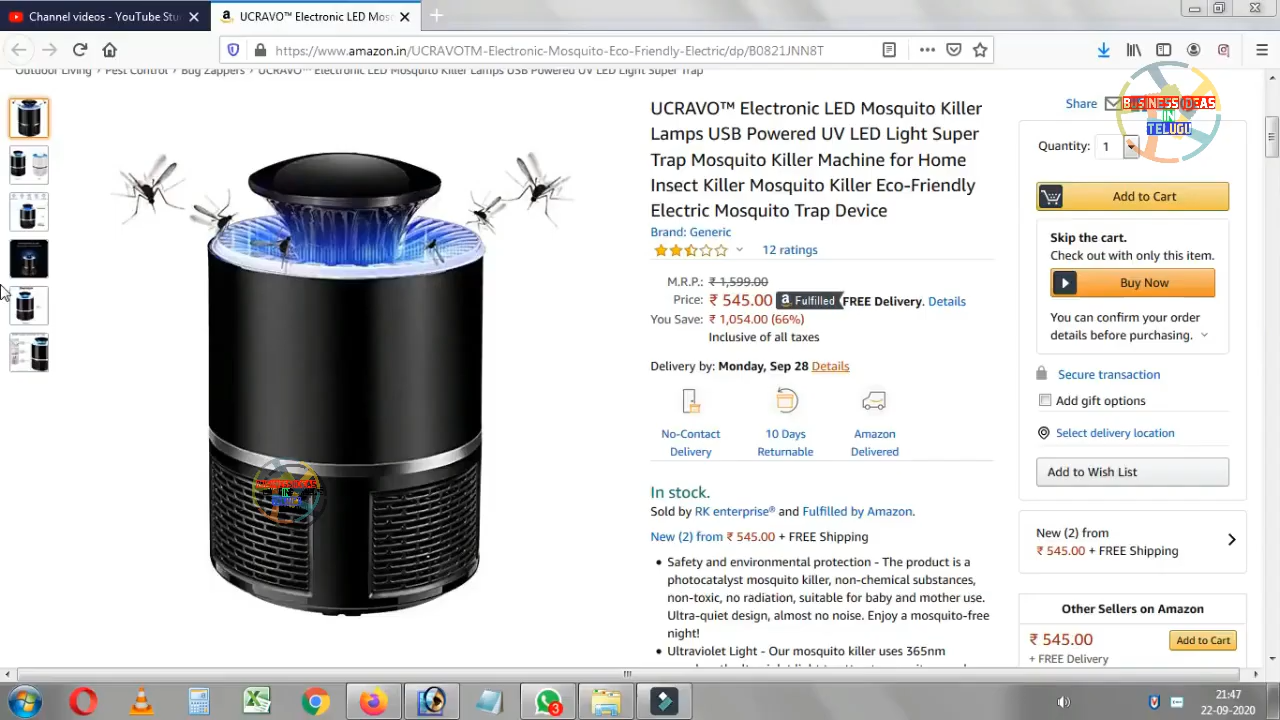 Channel videos - YouTube Stu
UCRAVO™ Electronic LED Mos
https://www.amazon.in/UCRAVOTM-Electronic-Mosquito-Eco-Friendly-Electric/dp/B0821JNN8T
Outdoor Living › Pest Control › Bug Zappers › UCRAVO™ Electronic LED Mosquito Killer Lamps USB Powered UV LED Light Super Trap
UCRAVO™ Electronic LED Mosquito Killer
Lamps USB Powered UV LED Light Super
Trap Mosquito Killer Machine for Home
Insect Killer Mosquito Killer Eco-Friendly
Electric Mosquito Trap Device
Brand: Generic
12 ratings
M.R.P.: ₹ 1,599.00
Price: ₹ 545.00 Fulfilled FREE Delivery. Details
You Save: ₹ 1,054.00 (66%)
Inclusive of all taxes
Delivery by: Monday, Sep 28 Details
No-Contact Delivery
10 Days Returnable
Amazon Delivered
In stock.
Sold by RK enterprise® and Fulfilled by Amazon.
New (2) from ₹ 545.00 + FREE Shipping
• Safety and environmental protection - The product is a
photocatalyst mosquito killer, non-chemical substances,
non-toxic, no radiation, suitable for baby and mother use.
Ultra-quiet design, almost no noise. Enjoy a mosquito-free
night!
• Ultraviolet Light - Our mosquito killer uses 365nm
Share
BUSINESS IDEAS
IN
TELUGU
Quantity: 1
Add to Cart
Skip the cart.
Check out with only this item.
Buy Now
You can confirm your order
details before purchasing.
Secure transaction
Add gift options
Select delivery location
Add to Wish List
New (2) from
₹ 545.00 + FREE Shipping
Other Sellers on Amazon
₹ 545.00
Add to Cart
+ FREE Delivery
BUSINESS IDEAS
IN
TELUGU
3
21:47
22-09-2020